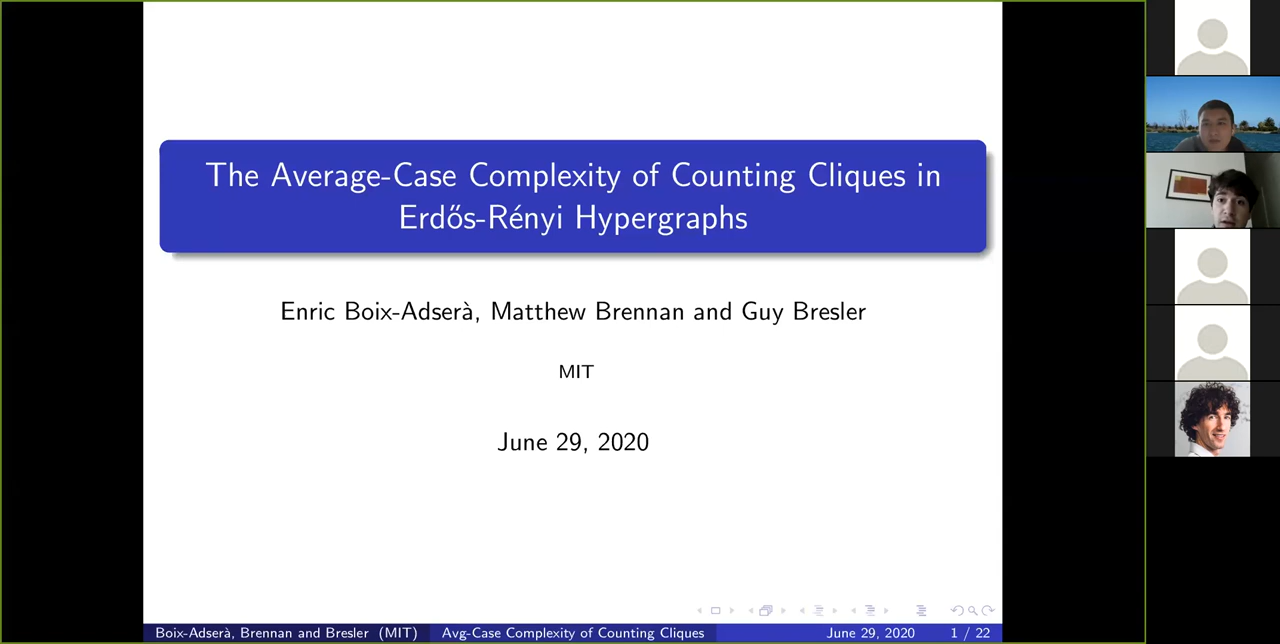 The Average-Case Complexity of Counting Cliques in
Erdős-Rényi Hypergraphs
Enric Boix-Adserà, Matthew Brennan and Guy Bresler
MIT
June 29, 2020
Boix-Adserà, Brennan and Bresler (MIT) Avg-Case Complexity of Counting Cliques June 29, 2020 1 / 22